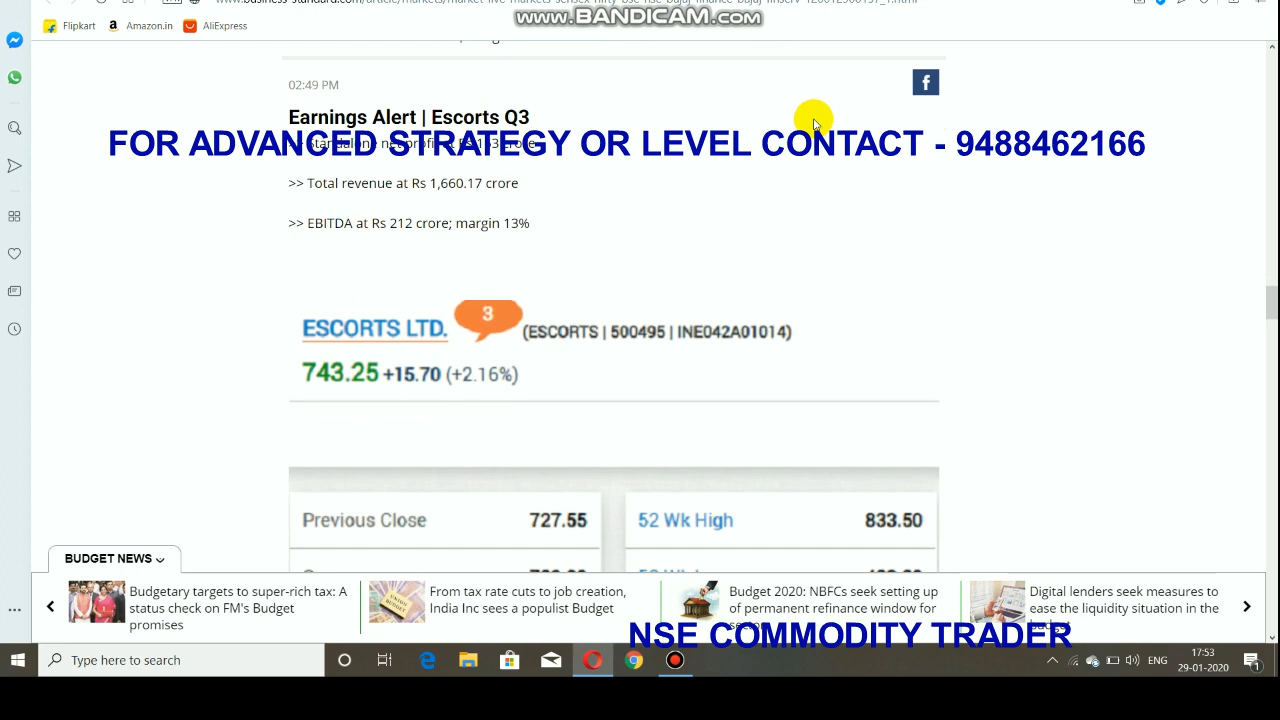 www.BANDICAM.com
Flipkart
Amazon.in
AliExpress
02:49 PM
f
Earnings Alert | Escorts Q3
FOR ADVANCED STRATEGY OR LEVEL CONTACT - 9488462166
>> Total revenue at Rs 1,660.17 crore
>> EBITDA at Rs 212 crore; margin 13%
3
ESCORTS LTD. (ESCORTS | 500495 | INE042A01014)
743.25 +15.70 (+2.16%)
Previous Close 727.55
52 Wk High 833.50
BUDGET NEWS
Budgetary targets to super-rich tax: A
status check on FM's Budget
promises
From tax rate cuts to job creation,
India Inc sees a populist Budget
Budget 2020: NBFCs seek setting up
of permanent refinance window for
Digital lenders seek measures to
ease the liquidity situation in the
NSE COMMODITY TRADER
Type here to search
ENG
17:53
29-01-2020
1